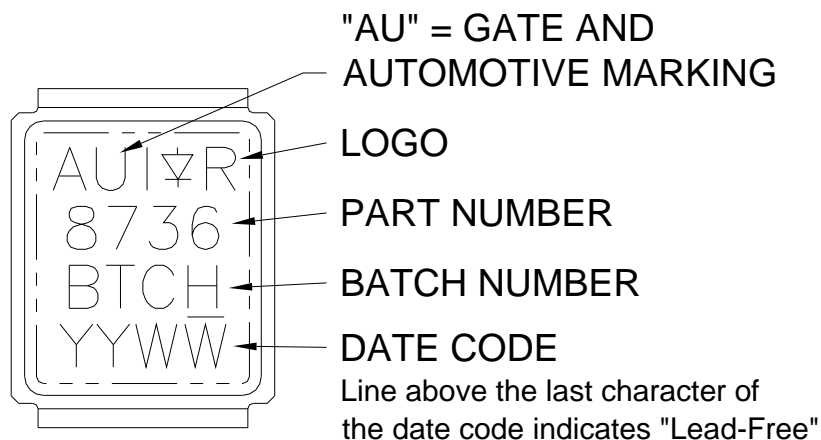 "AU" = GATE AND
AUTOMOTIVE MARKING
AUI R
LOGO
8736
PART NUMBER
BTCH
BATCH NUMBER
YYWW
DATE CODE
Line above the last character of
the date code indicates "Lead-Free"